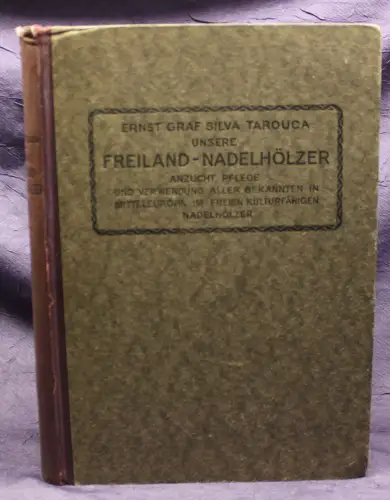 ERNST GRAF SILVA TAROUCA
UNSERE
FREILAND-NADELHÖLZER
ANZUCHT, PFLEGE
UND VERWENDUNG ALLER BEKANNTEN IN
MITTELEUROPA IM FREIEN KULTURFÄHIGEN
NADELHÖLZER